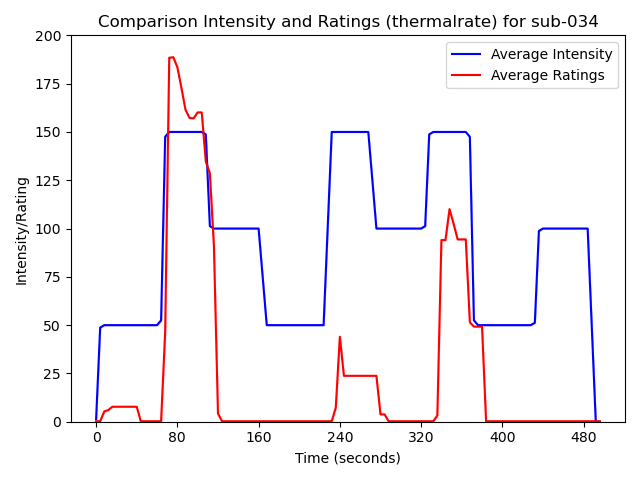 Comparison Intensity and Ratings (thermalrate) for sub-034
Average Intensity
Average Ratings
Intensity/Rating
200
175
150
125
100
75
50
25
0
0 80 160 240 320 400 480
Time (seconds)